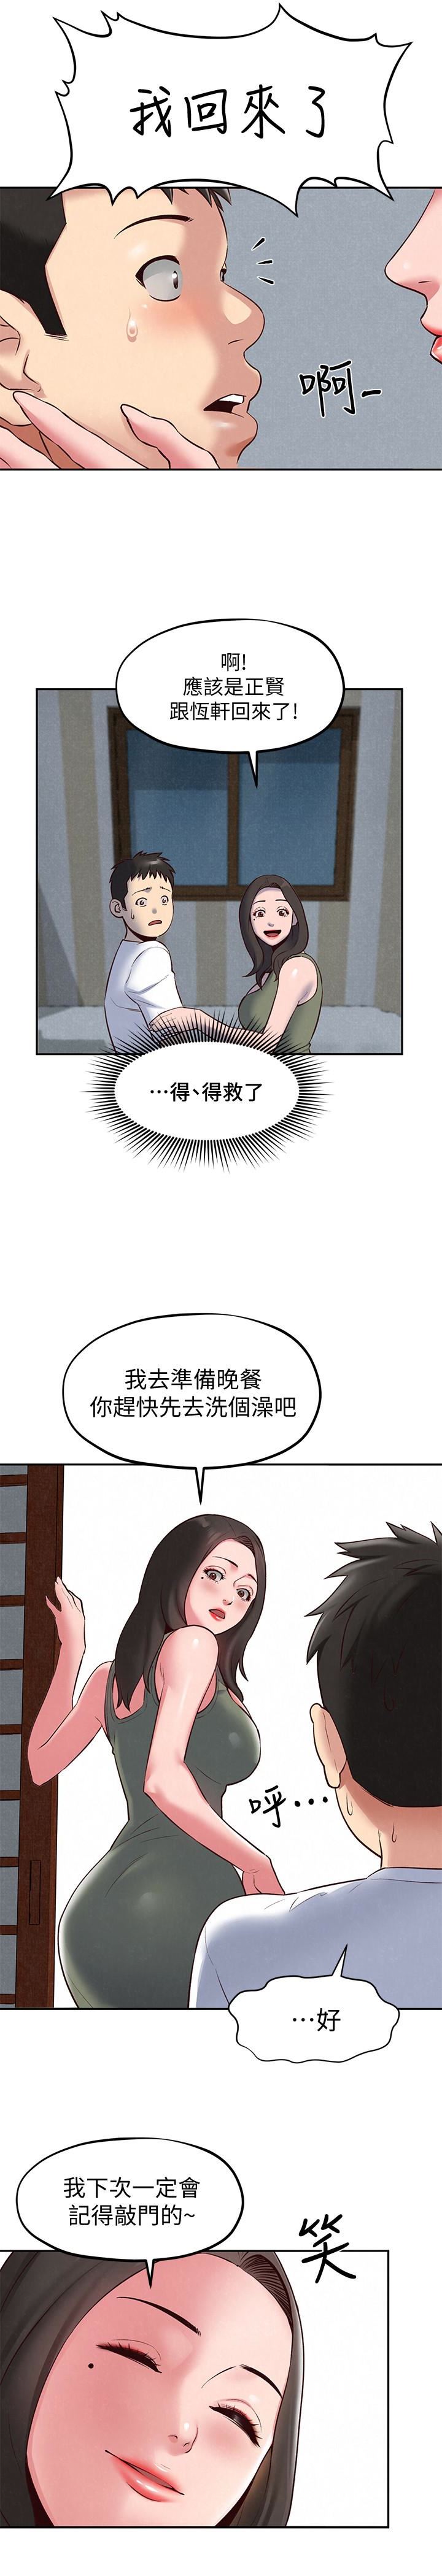 我回來了
啊-
啊!
應該是正賢
跟恆軒回來了!
…得、得救了
我去準備晚餐
你趕快先去洗個澡吧
呼…
…好
我下次一定會
記得敲門的~
笑